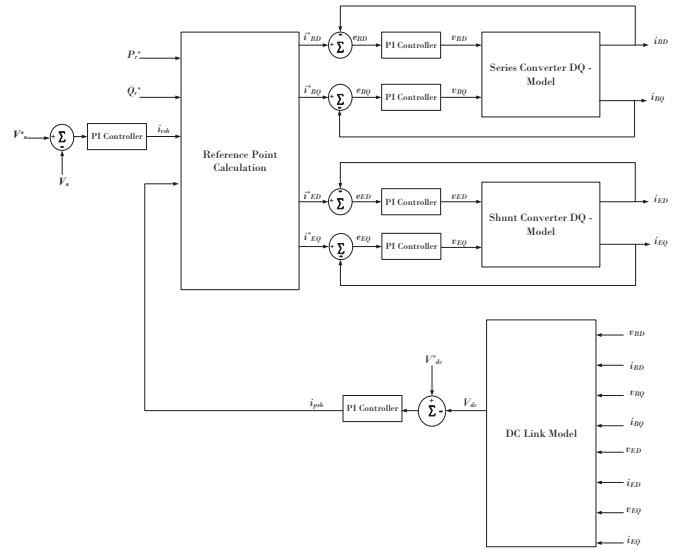 i*BD
+
-
Σ
eBD
PI Controller
vBD
iBD
Series Converter DQ -
Model
P*r
Q*r
i*BQ
+
Σ
-
eBQ
PI Controller
vBQ
iBQ
V*s
+
Σ
-
PI Controller
irsh
Vs
Reference Point
Calculation
i*ED
+
-
Σ
eED
PI Controller
vED
iED
Shunt Converter DQ -
Model
i*EQ
+
Σ
-
eEQ
PI Controller
vEQ
iEQ
V*dc
+
Σ
-
Vdc
PI Controller
ipsh
DC Link Model
vBD
iBD
vBQ
iBQ
vED
iED
vEQ
iEQ